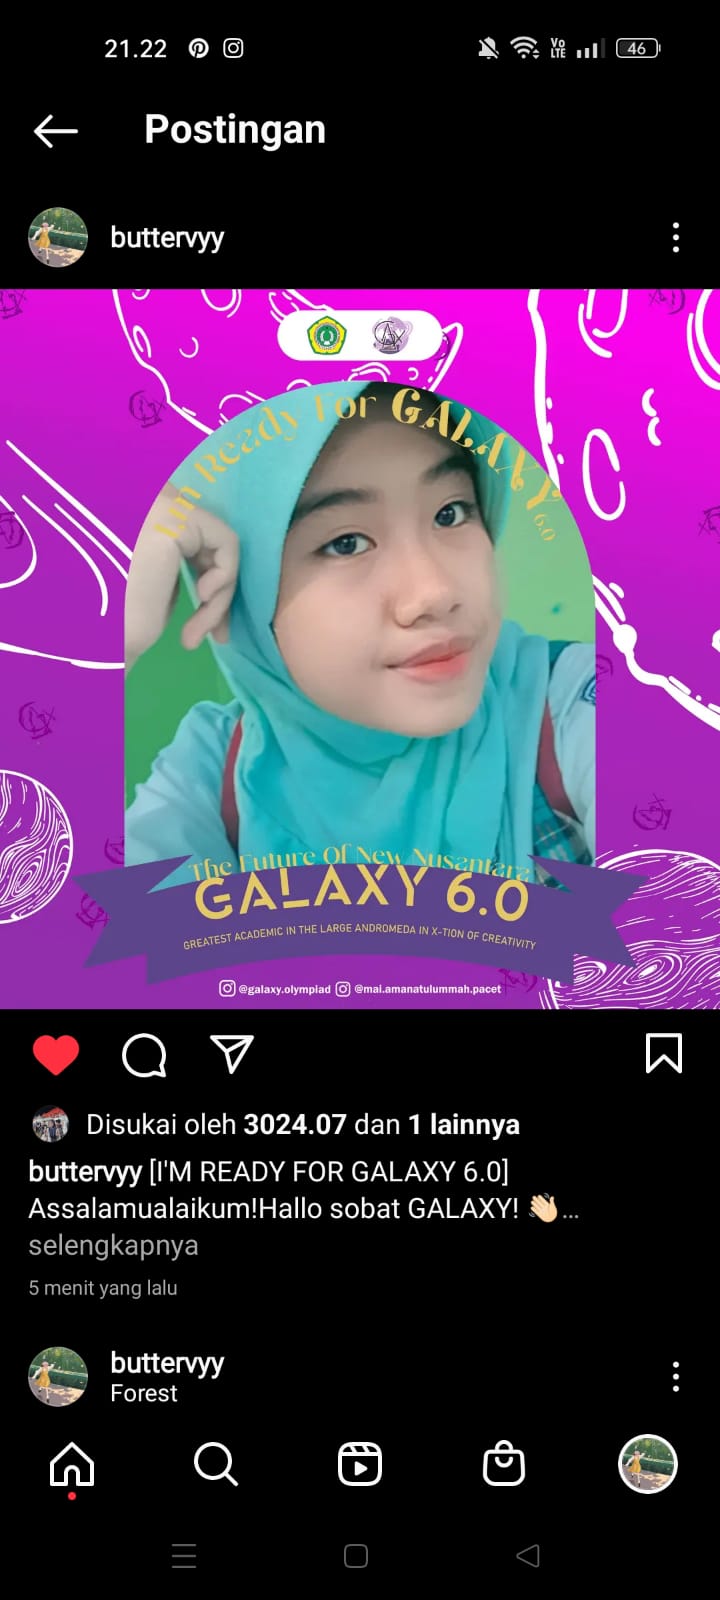 21.22
Vo
LTE
46
Postingan
buttervyy
I'm Ready For GALAXY
6.0
The Future Of New Nusantara
GALAXY 6.0
GREATEST ACADEMIC IN THE LARGE ANDROMEDA IN X-TION OF CREATIVITY
@galaxy.olympiad @mai.amanatulummah.pacet
Disukai oleh 3024.07 dan 1 lainnya
buttervyy [I'M READY FOR GALAXY 6.0]
Assalamualaikum!Hallo sobat GALAXY! 👋🏻...
selengkapnya
5 menit yang lalu
buttervyy
Forest